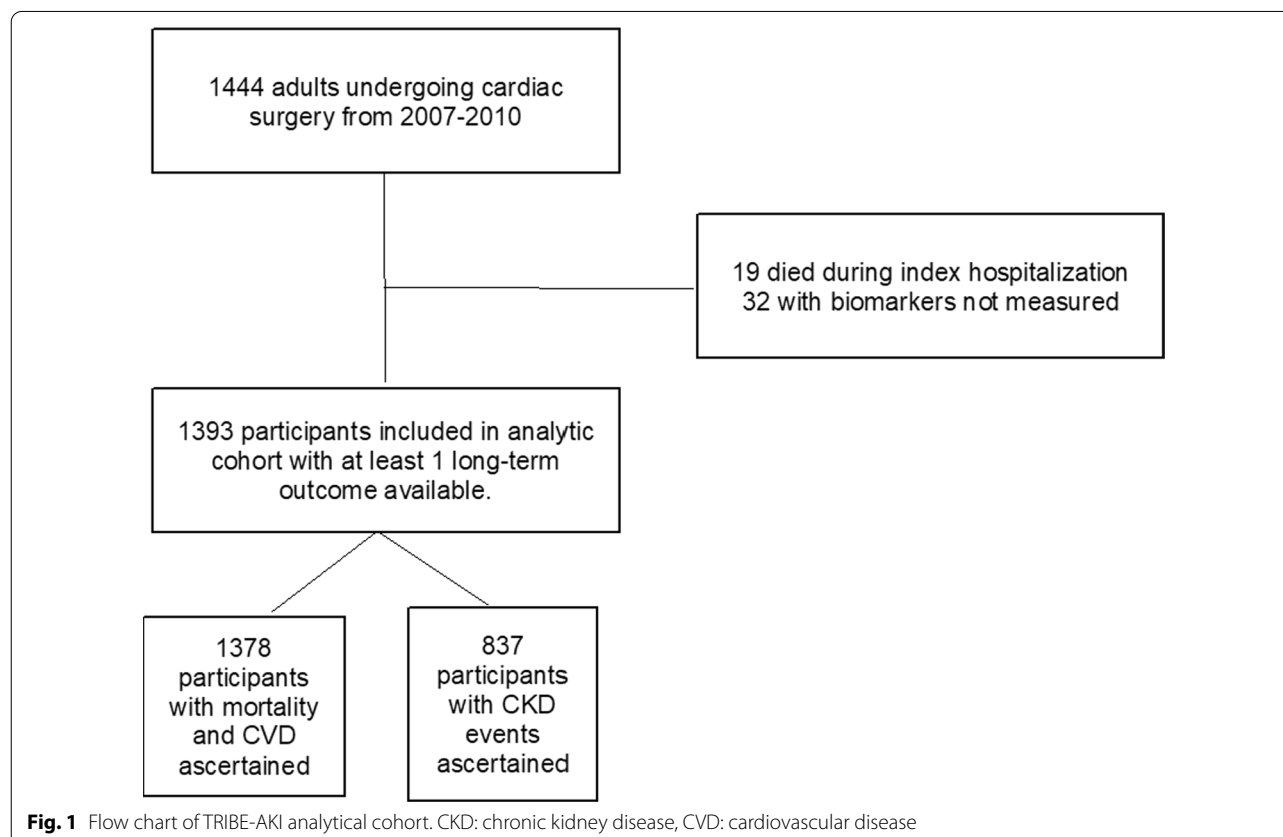 1444 adults undergoing cardiac
surgery from 2007-2010
19 died during index hospitalization
32 with biomarkers not measured
1393 participants included in analytic
cohort with at least 1 long-term
outcome available.
1378
participants
with mortality
and CVD
ascertained
837
participants
with CKD
events
ascertained
Fig. 1 Flow chart of TRIBE-AKI analytical cohort. CKD: chronic kidney disease, CVD: cardiovascular disease